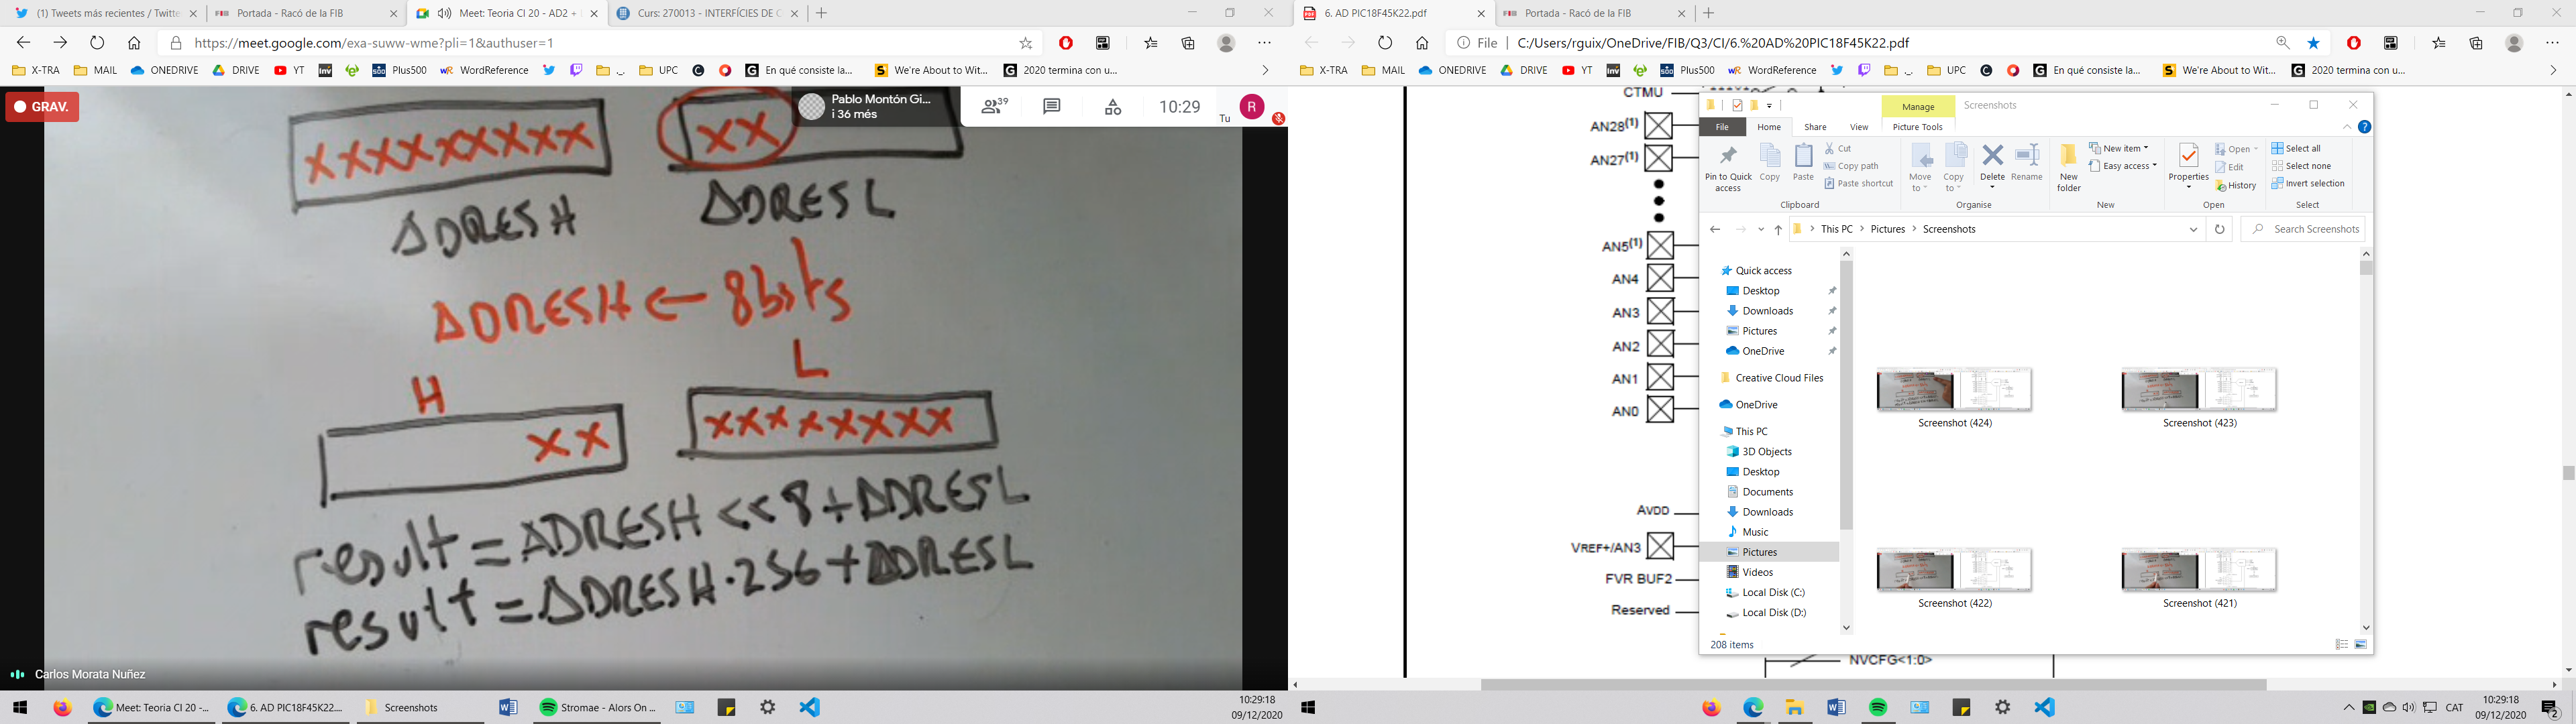 (1) Tweets más recientes / Twitte
Portada - Racó de la FIB
Meet: Teoria CI 20 - AD2 +
Curs: 270013 - INTERFÍCIES DE C
https://meet.google.com/exa-suww-wme?pli=1&authuser=1
X-TRA
MAIL
ONEDRIVE
DRIVE
YT
Inv
Plus500
WordReference
UPC
En qué consiste la...
We're About to Wit...
2020 termina con u...
GRAV.
Pablo Montón Gi...
i 36 més
39
10:29
Tu
R
XXXXXXXXX
XX
ADRESH
ADRESL
ADRESH ← 8bits
H
L
XX
XXXXXXXXX
result = ADRESH << 8 + ADRESL
result = ADRESH · 256 + ADRESL
Carlos Morata Nuñez
Meet: Teoria CI 20 -...
6. AD PIC18F45K22....
Screenshots
Stromae - Alors On ...
10:29:18
09/12/2020
6. AD PIC18F45K22.pdf
Portada - Racó de la FIB
File
C:/Users/rguix/OneDrive/FIB/Q3/CI/6.%20AD%20PIC18F45K22.pdf
X-TRA
MAIL
ONEDRIVE
DRIVE
YT
Inv
Plus500
WordReference
UPC
En qué consiste la...
We're About to Wit...
2020 termina con u...
CTMU
AN28(1)
AN27(1)
AN5(1)
AN4
AN3
AN2
AN1
AN0
AVDD
VREF+/AN3
FVR BUF2
Reserved
NVCFG<1:0>
Manage
Screenshots
File
Home
Share
View
Picture Tools
Pin to Quick access
Copy
Paste
Cut
Copy path
Paste shortcut
Clipboard
Move to
Copy to
Delete
Rename
Organise
New folder
New item
Easy access
New
Properties
Open
Edit
History
Open
Select all
Select none
Invert selection
Select
This PC > Pictures > Screenshots
Search Screenshots
Quick access
Desktop
Downloads
Pictures
OneDrive
Creative Cloud Files
OneDrive
This PC
3D Objects
Desktop
Documents
Downloads
Music
Pictures
Videos
Local Disk (C:)
Local Disk (D:)
Screenshot (424)
Screenshot (423)
Screenshot (422)
Screenshot (421)
208 items
CAT
10:29:18
09/12/2020
2